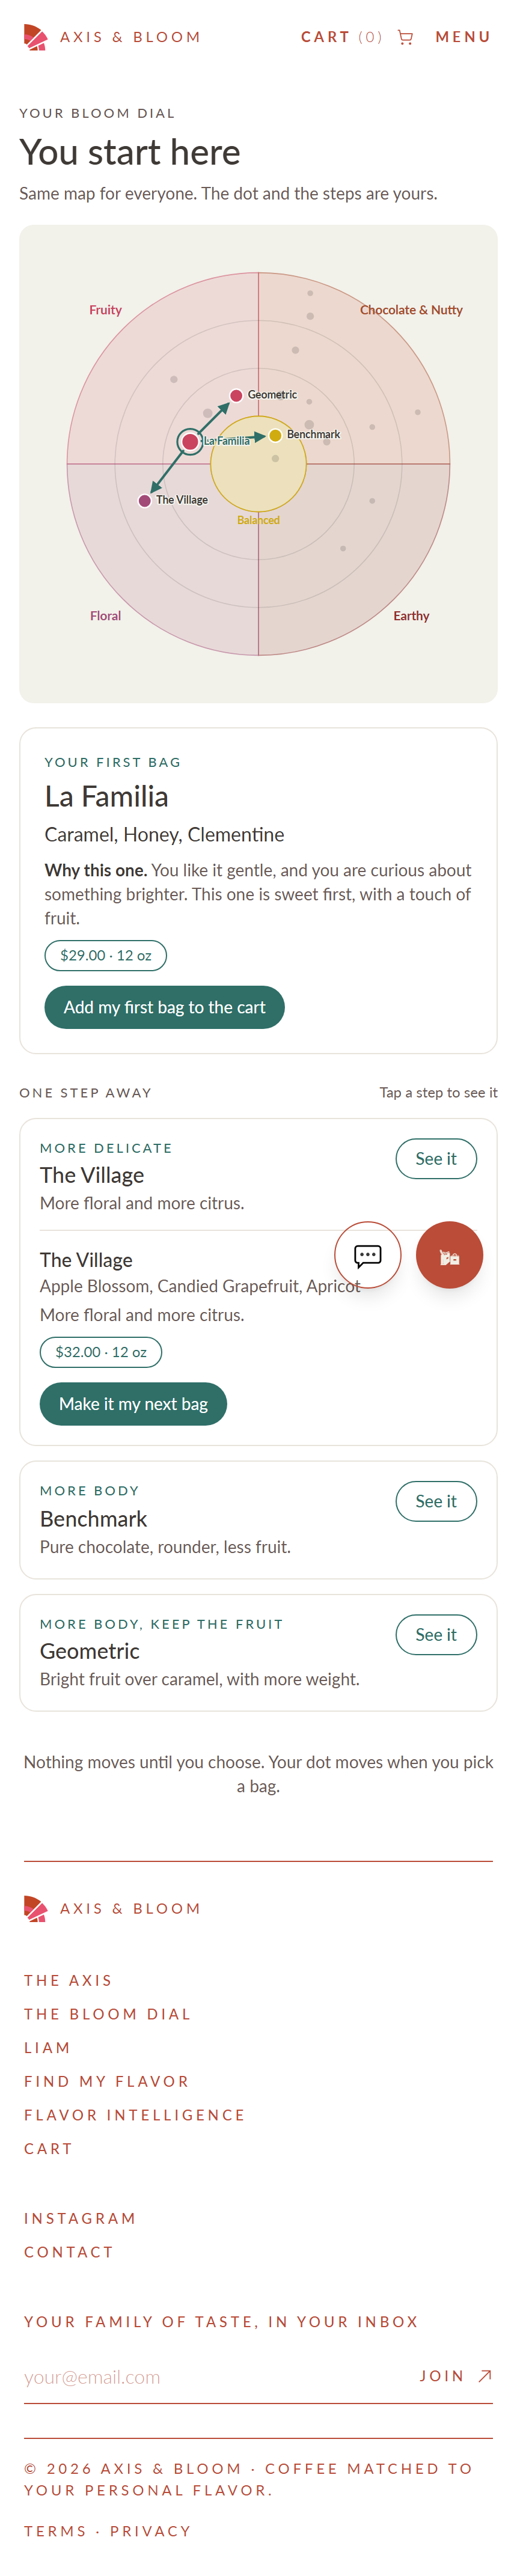 AXIS & BLOOM
CART (0)
MENU
YOUR BLOOM DIAL
You start here
Same map for everyone. The dot and the steps are yours.
Fruity
Chocolate & Nutty
Geometric
La Familia
Benchmark
The Village
Balanced
Floral
Earthy
YOUR FIRST BAG
La Familia
Caramel, Honey, Clementine
Why this one. You like it gentle, and you are curious about
something brighter. This one is sweet first, with a touch of
fruit.
$29.00 · 12 oz
Add my first bag to the cart
ONE STEP AWAY
Tap a step to see it
MORE DELICATE
The Village
More floral and more citrus.
See it
The Village
Apple Blossom, Candied Grapefruit, Apricot
More floral and more citrus.
$32.00 · 12 oz
Make it my next bag
MORE BODY
Benchmark
Pure chocolate, rounder, less fruit.
See it
MORE BODY, KEEP THE FRUIT
Geometric
Bright fruit over caramel, with more weight.
See it
Nothing moves until you choose. Your dot moves when you pick
a bag.
AXIS & BLOOM
THE AXIS
THE BLOOM DIAL
LIAM
FIND MY FLAVOR
FLAVOR INTELLIGENCE
CART
INSTAGRAM
CONTACT
YOUR FAMILY OF TASTE, IN YOUR INBOX
your@email.com
JOIN
© 2026 AXIS & BLOOM · COFFEE MATCHED TO
YOUR PERSONAL FLAVOR.
TERMS · PRIVACY